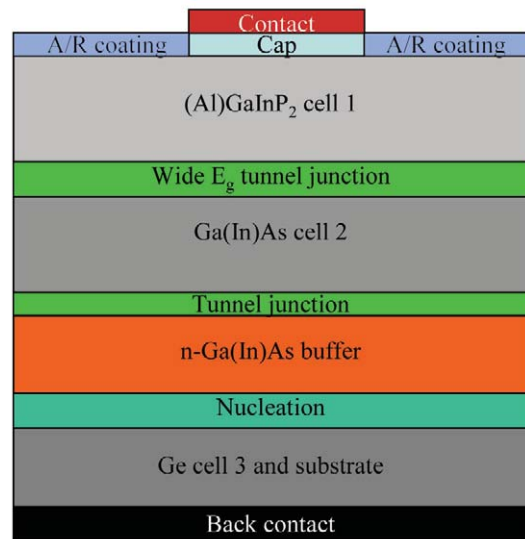 Contact
A/R coating Cap A/R coating
(Al)GaInP₂ cell 1
Wide E_g tunnel junction
Ga(In)As cell 2
Tunnel junction
n-Ga(In)As buffer
Nucleation
Ge cell 3 and substrate
Back contact